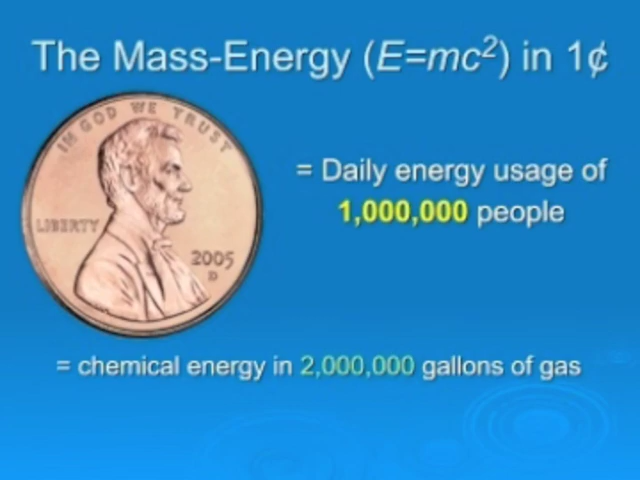 The Mass-Energy (E=mc²) in 1¢
IN GOD WE TRUST
LIBERTY
2005
D
= Daily energy usage of
1,000,000 people
= chemical energy in 2,000,000 gallons of gas